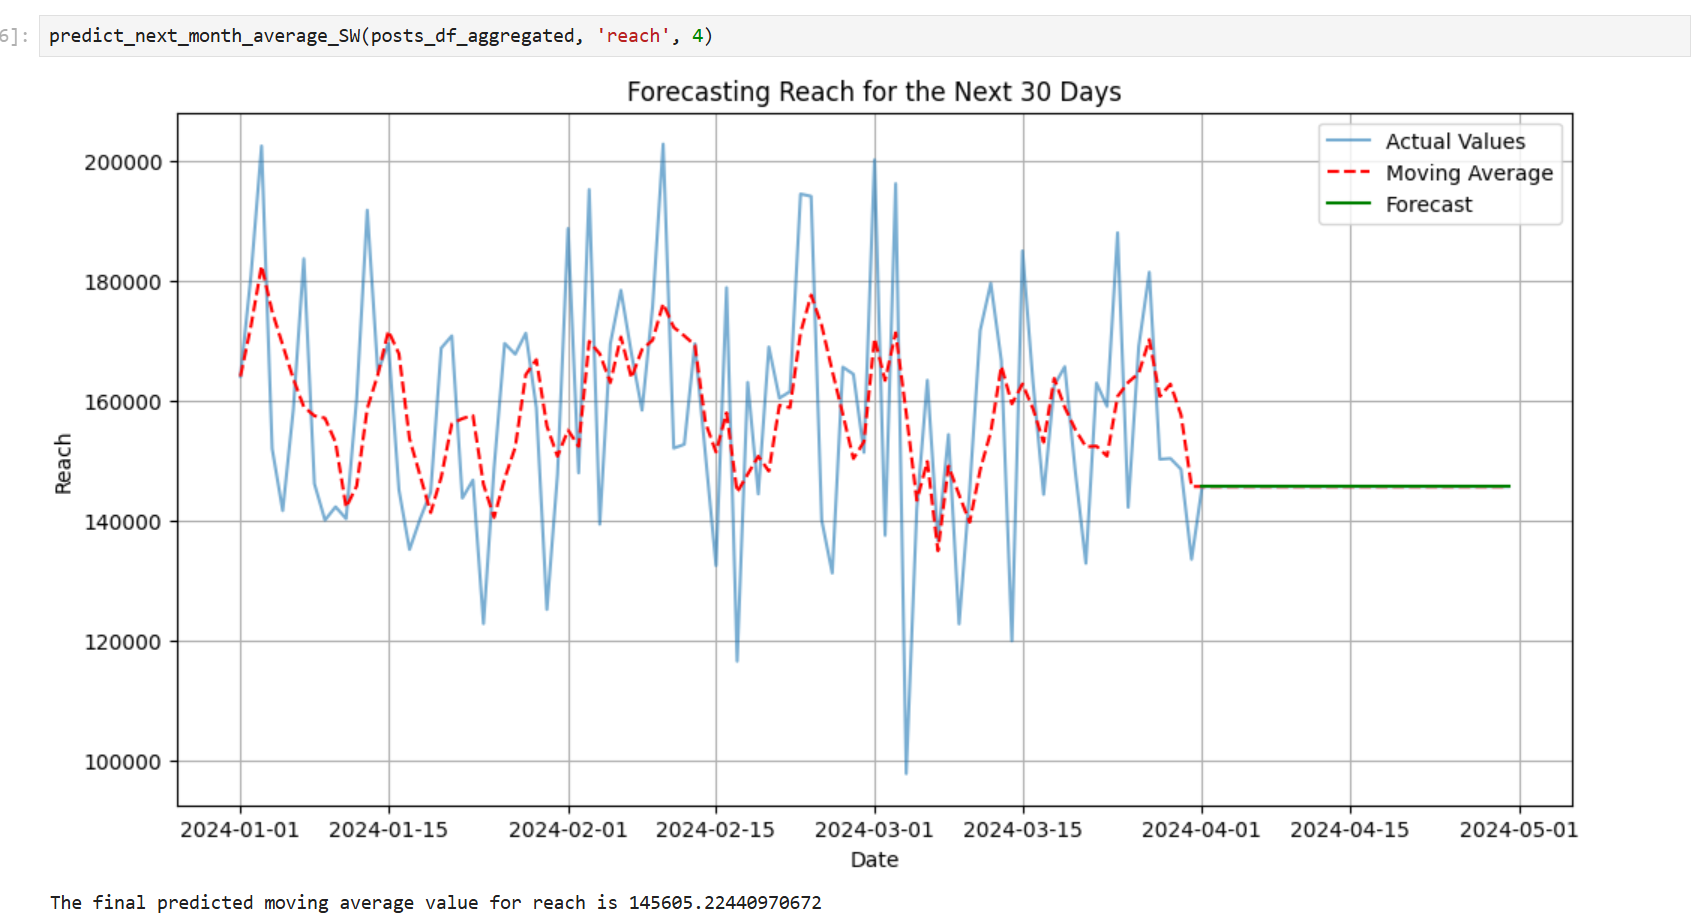 6]:
predict_next_month_average_SW(posts_df_aggregated, 'reach', 4)
Forecasting Reach for the Next 30 Days
Actual Values
Moving Average
Forecast
200000
180000
160000
140000
120000
100000
Reach
2024-01-01 2024-01-15 2024-02-01 2024-02-15 2024-03-01 2024-03-15 2024-04-01 2024-04-15 2024-05-01
Date
The final predicted moving average value for reach is 145605.22440970672